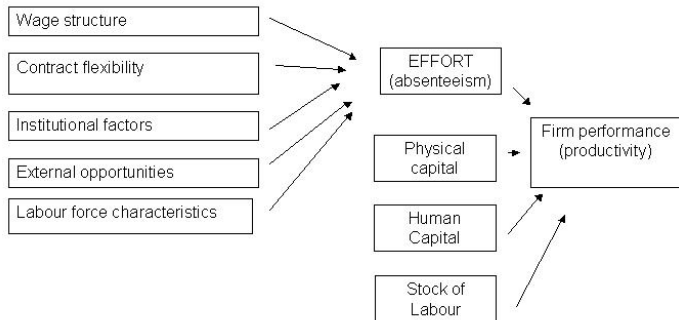 Wage structure
Contract flexibility
Institutional factors
External opportunities
Labour force characteristics
EFFORT
(absenteeism)
Physical
capital
Human
Capital
Stock of
Labour
Firm performance
(productivity)